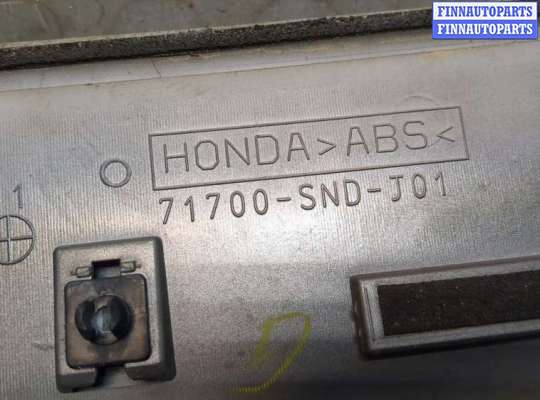 FINNAUTOPARTS
FINNAUTOPARTS
HONDA >ABS<
71700-SND-J01
1